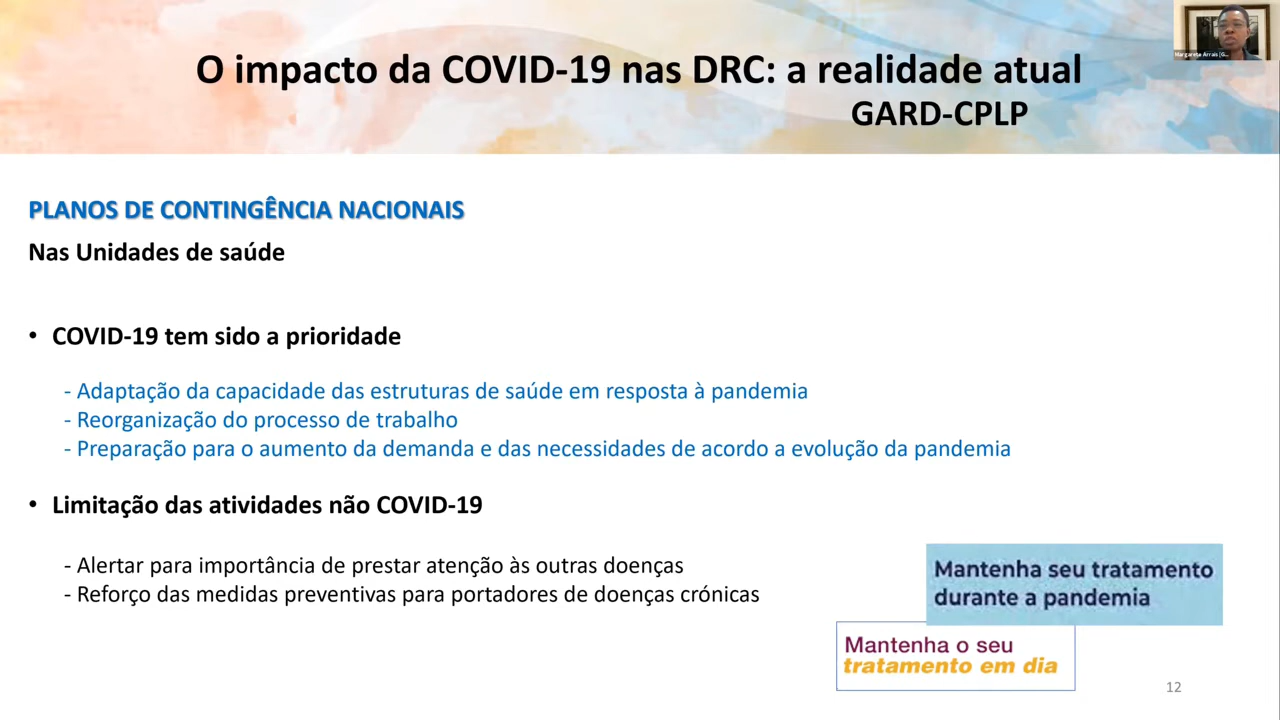 Margarete Arrais
O impacto da COVID-19 nas DRC: a realidade atual
GARD-CPLP
PLANOS DE CONTINGÊNCIA NACIONAIS
Nas Unidades de saúde
• COVID-19 tem sido a prioridade
- Adaptação da capacidade das estruturas de saúde em resposta à pandemia
- Reorganização do processo de trabalho
- Preparação para o aumento da demanda e das necessidades de acordo a evolução da pandemia
• Limitação das atividades não COVID-19
- Alertar para importância de prestar atenção às outras doenças
- Reforço das medidas preventivas para portadores de doenças crónicas
Mantenha seu tratamento
durante a pandemia
Mantenha o seu
tratamento em dia
12